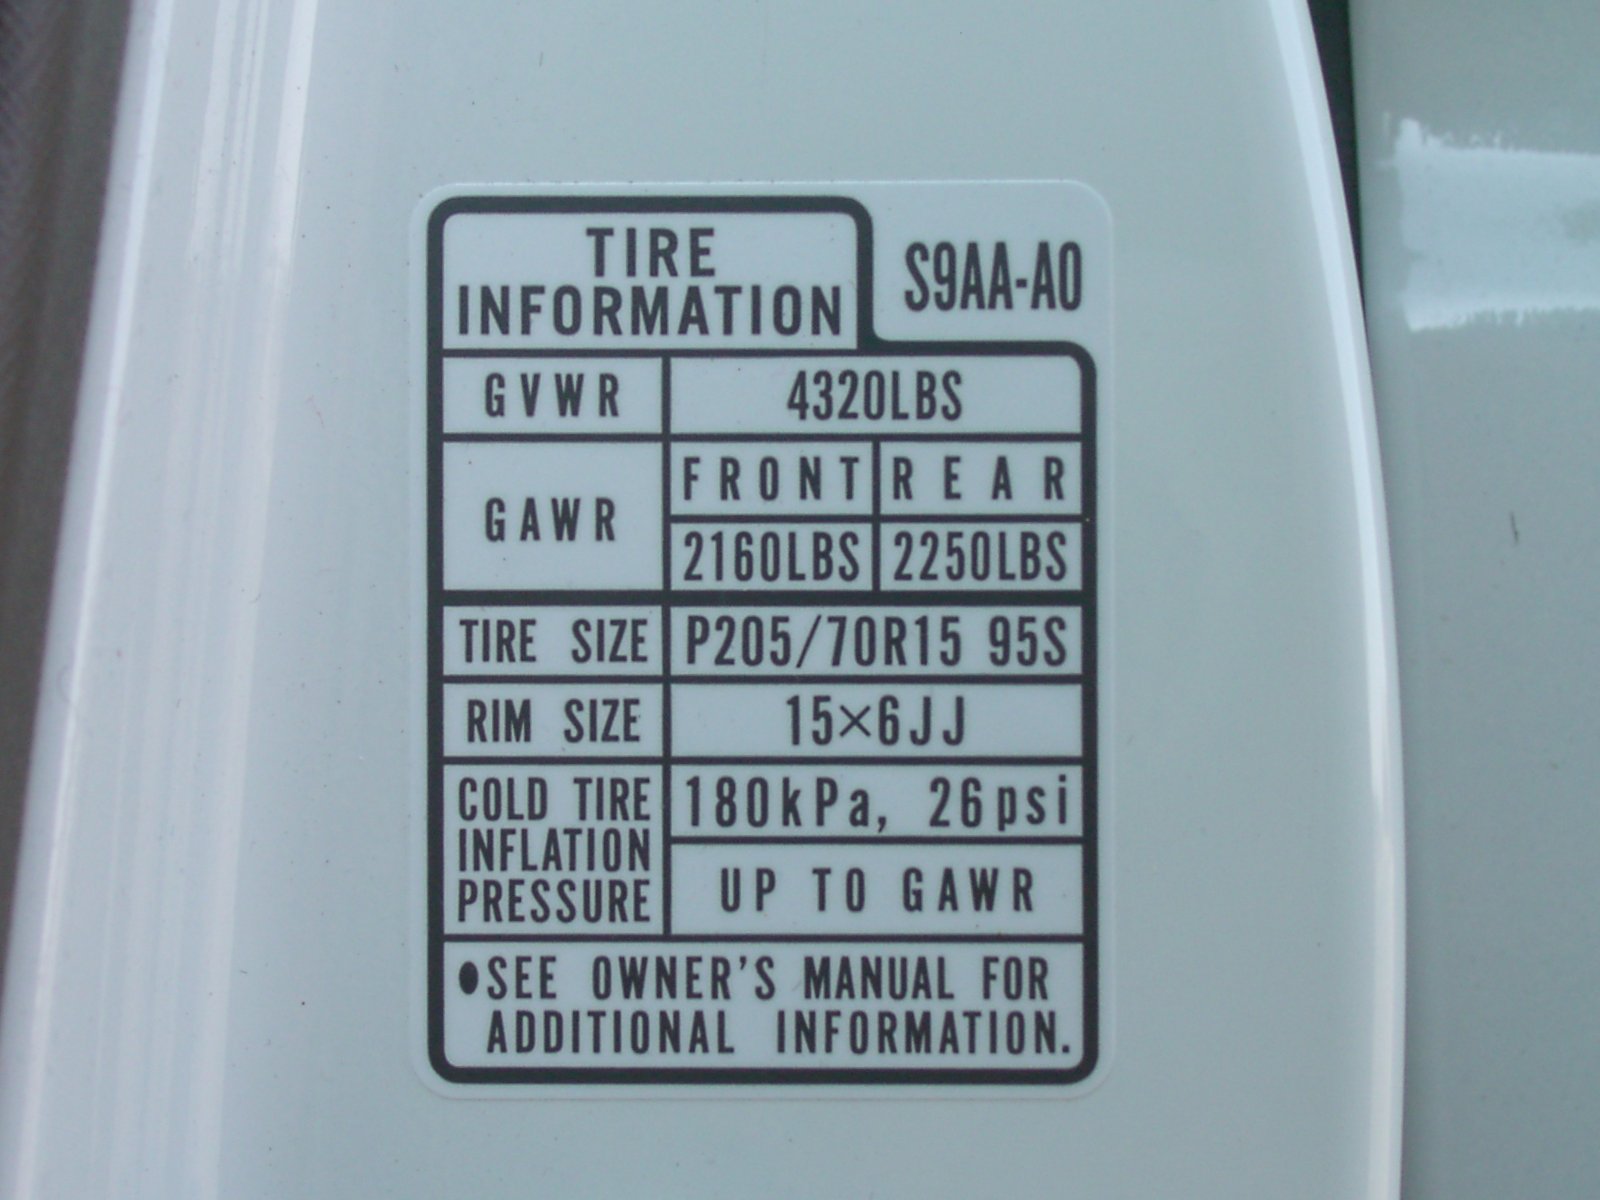 TIRE
INFORMATION
S9AA-A0
GVWR 4320LBS
GAWR FRONT REAR
2160LBS 2250LBS
TIRE SIZE P205/70R15 95S
RIM SIZE 15×6JJ
COLD TIRE INFLATION PRESSURE 180kPa, 26psi
UP TO GAWR
●SEE OWNER'S MANUAL FOR
ADDITIONAL INFORMATION.